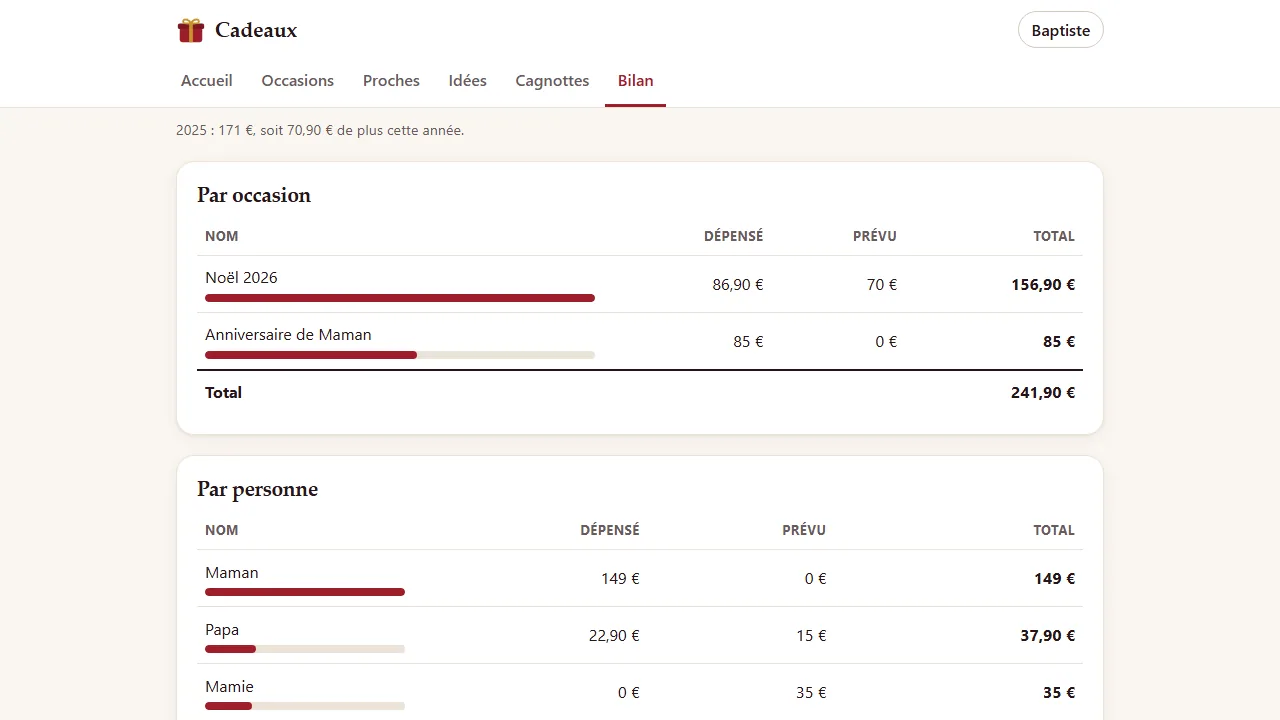 Cadeaux
Baptiste
Accueil Occasions Proches Idées Cagnottes Bilan
2025 : 171 €, soit 70,90 € de plus cette année.
Par occasion
NOM DÉPENSÉ PRÉVU TOTAL
Noël 2026 86,90 € 70 € 156,90 €
Anniversaire de Maman 85 € 0 € 85 €
Total 241,90 €
Par personne
NOM DÉPENSÉ PRÉVU TOTAL
Maman 149 € 0 € 149 €
Papa 22,90 € 15 € 37,90 €
Mamie 0 € 35 € 35 €